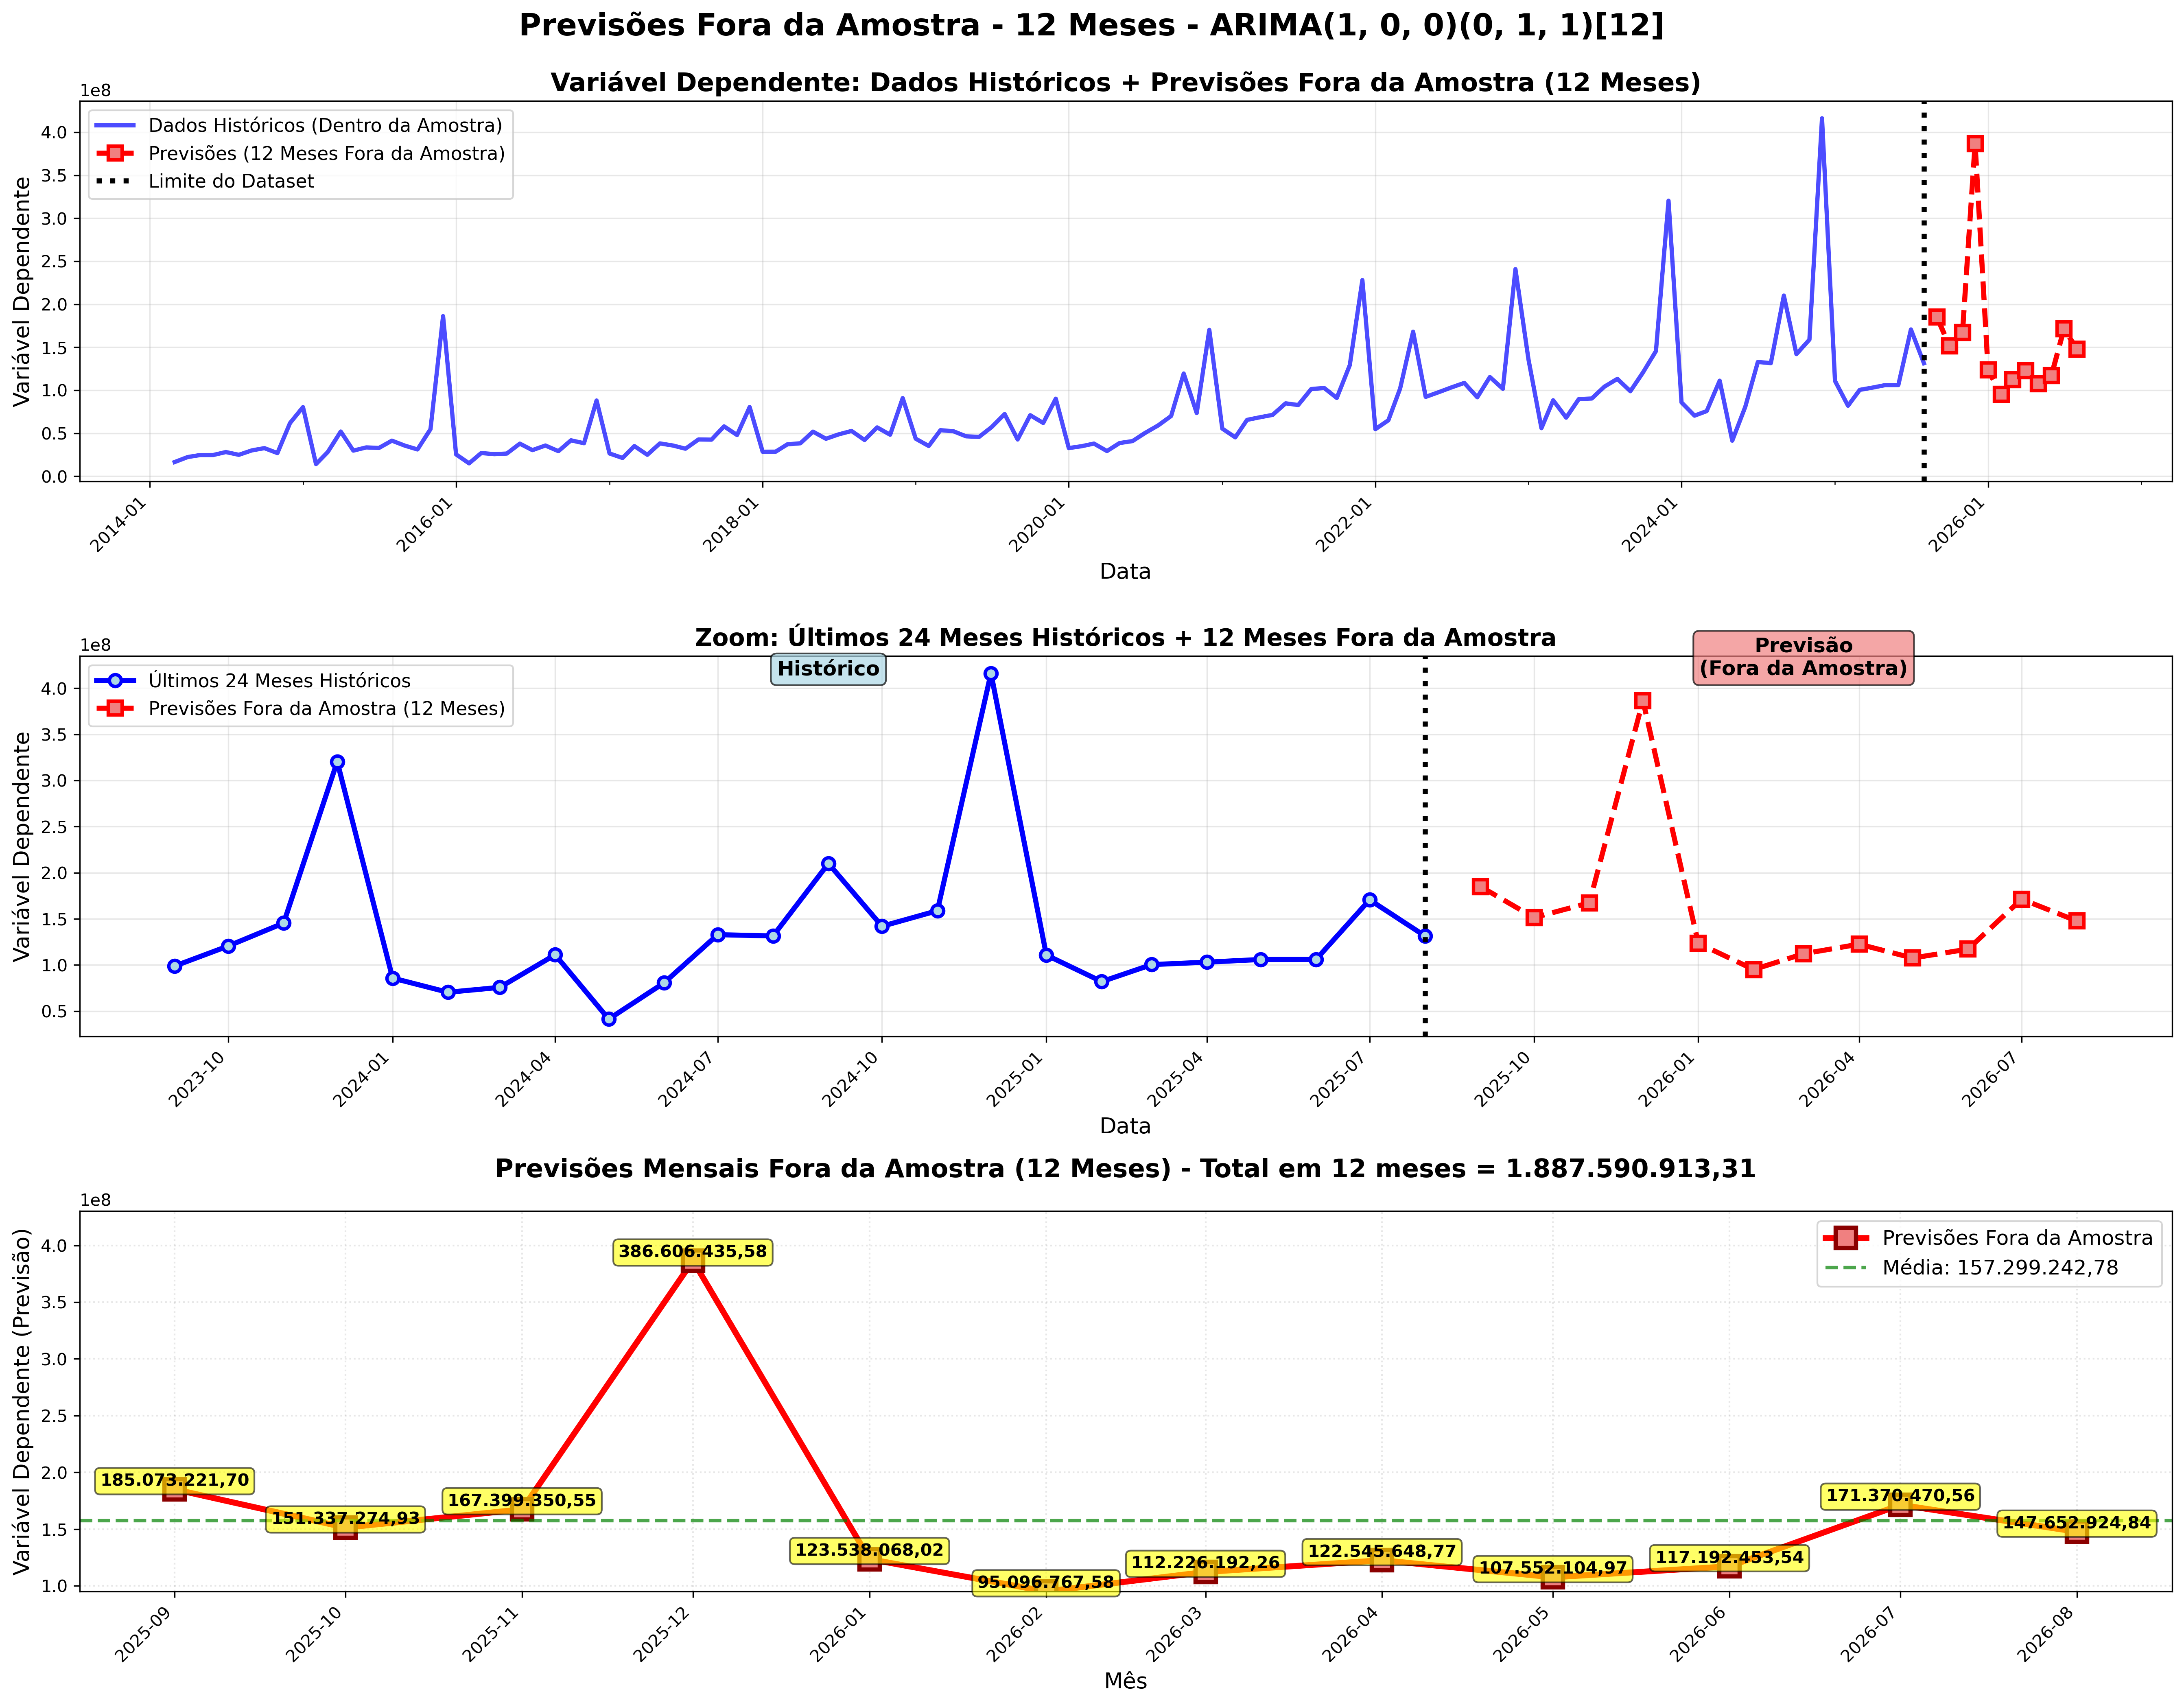 Previsões Fora da Amostra - 12 Meses - ARIMA(1, 0, 0)(0, 1, 1)[12]
Variável Dependente: Dados Históricos + Previsões Fora da Amostra (12 Meses)
1e8
Dados Históricos (Dentro da Amostra)
Previsões (12 Meses Fora da Amostra)
Limite do Dataset
Variável Dependente
4.0
3.5
3.0
2.5
2.0
1.5
1.0
0.5
0.0
2014-01
2016-01
2018-01
2020-01
2022-01
2024-01
2026-01
Data
Zoom: Últimos 24 Meses Históricos + 12 Meses Fora da Amostra
1e8
Histórico
Previsão
(Fora da Amostra)
Últimos 24 Meses Históricos
Previsões Fora da Amostra (12 Meses)
Variável Dependente
4.0
3.5
3.0
2.5
2.0
1.5
1.0
0.5
2023-10
2024-01
2024-04
2024-07
2024-10
2025-01
2025-04
2025-07
2025-10
2026-01
2026-04
2026-07
Data
Previsões Mensais Fora da Amostra (12 Meses) - Total em 12 meses = 1.887.590.913,31
1e8
Previsões Fora da Amostra
Média: 157.299.242,78
Variável Dependente (Previsão)
4.0
3.5
3.0
2.5
2.0
1.5
1.0
185.073.221,70
151.337.274,93
167.399.350,55
386.606.435,58
123.538.068,02
95.096.767,58
112.226.192,26
122.545.648,77
107.552.104,97
117.192.453,54
171.370.470,56
147.652.924,84
2025-09
2025-10
2025-11
2025-12
2026-01
2026-02
2026-03
2026-04
2026-05
2026-06
2026-07
2026-08
Mês